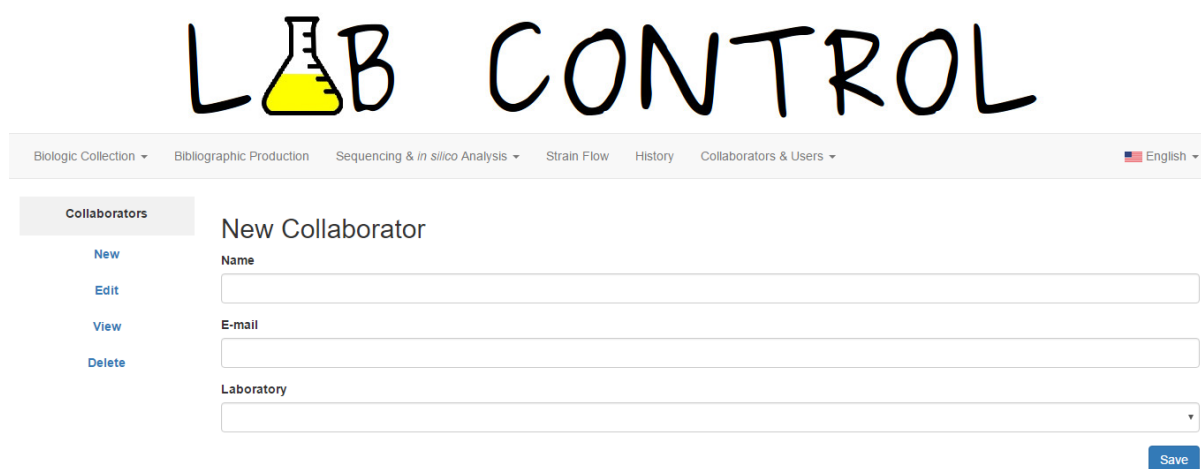 LAB CONTROL
Biologic Collection Bibliographic Production Sequencing & in silico Analysis Strain Flow History Collaborators & Users English
Collaborators
New
Edit
View
Delete
New Collaborator
Name
E-mail
Laboratory
Save